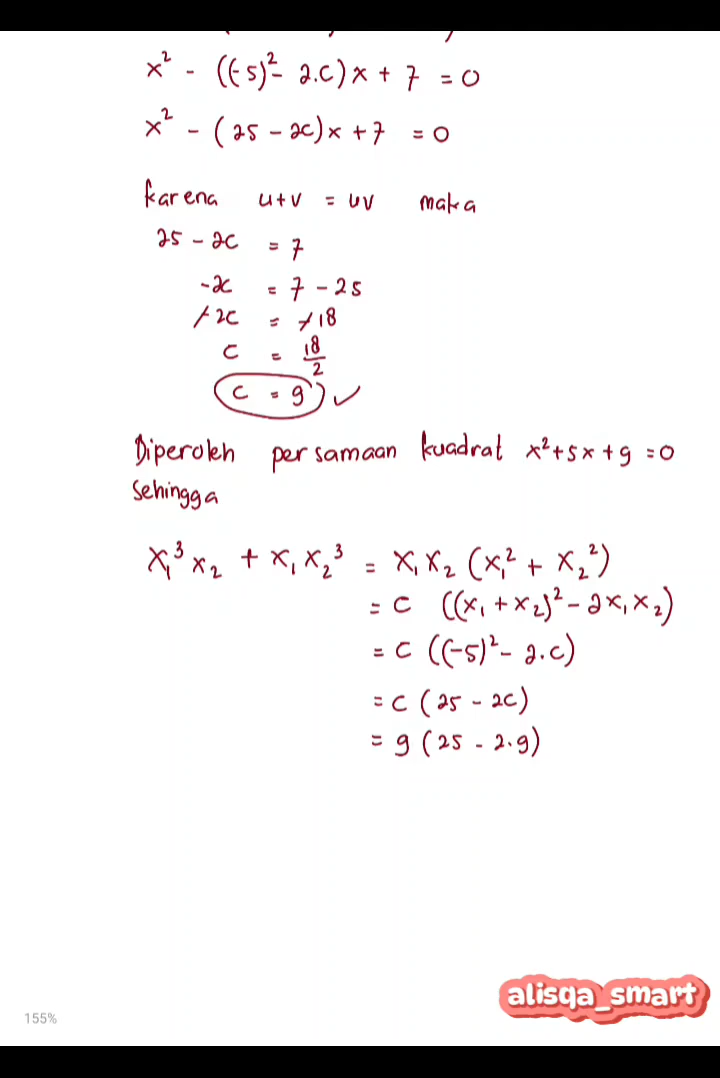 x² - ((-5)² - 2.c)x + 7 = 0
x² - (25 - 2c)x + 7 = 0
karena u+v = uv maka
25 - 2c = 7
-2c = 7 - 25
-2c = -18
c = 18/2
c = 9 ✓
Diperoleh persamaan kuadrat x²+5x+9 = 0
Sehingga
x₁³x₂ + x₁x₂³ = x₁x₂ (x₁² + x₂²)
= c ((x₁ + x₂)² - 2x₁x₂)
= c ((-5)² - 2.c)
= c (25 - 2c)
= 9 (25 - 2.9)
alisqa_smart
155%